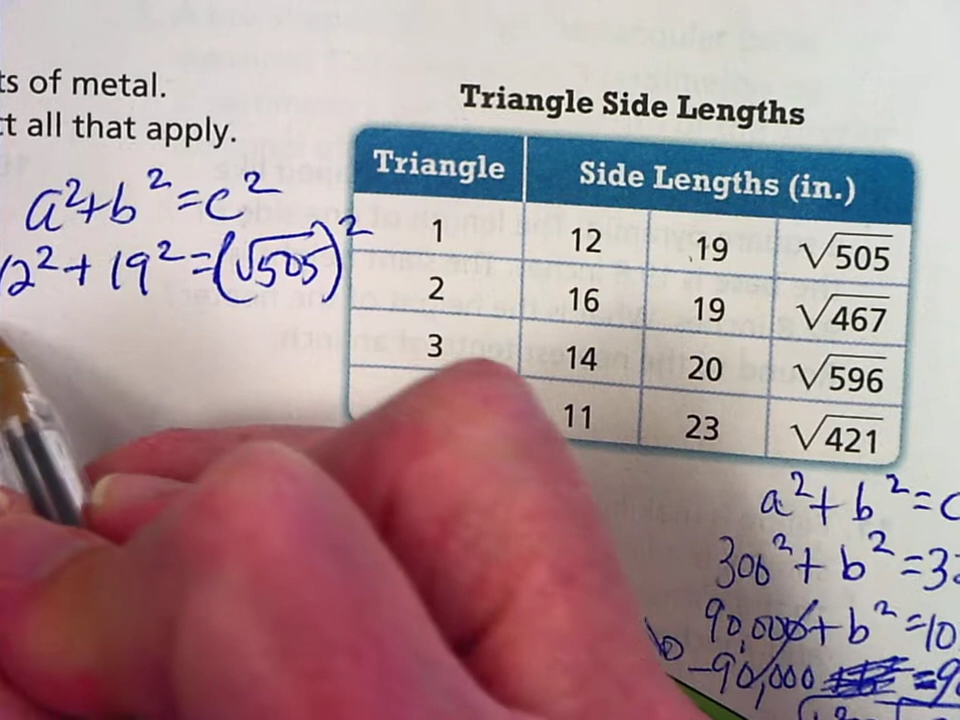 ts of metal.
ct all that apply.
a²+b²=c²
12²+19²=(√505)²
Triangle Side Lengths
Triangle Side Lengths (in.)
1 12 19 √505
2 16 19 √467
3 14 20 √596
11 23 √421
a²+b²=c
300²+b²=3
90,000+b²=10
-90,000